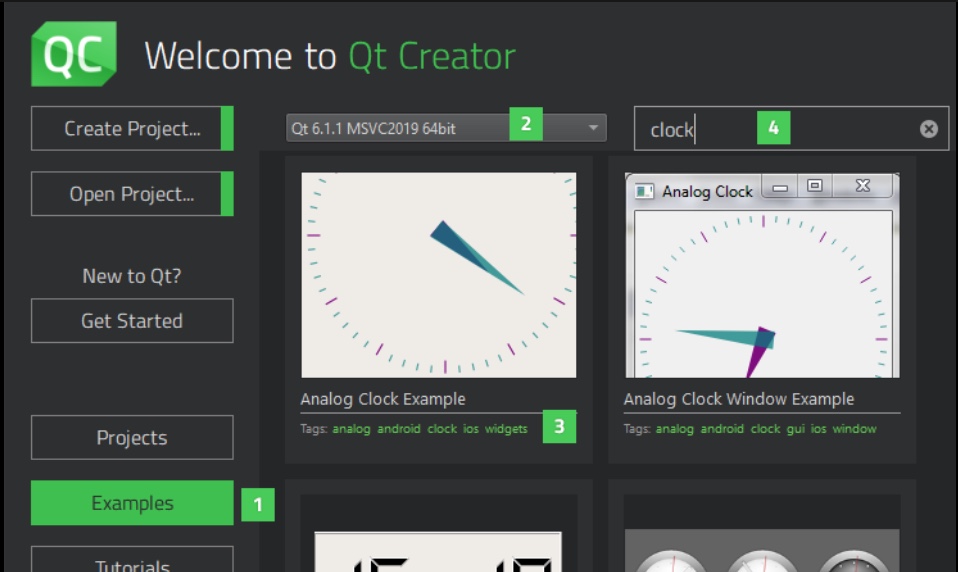 QC
Welcome to Qt Creator
Create Project...
Qt 6.1.1 MSVC2019 64bit
2
clock
4
Open Project...
Analog Clock
New to Qt?
Get Started
Analog Clock Example
Analog Clock Window Example
Tags: analog android clock ios widgets
3
Tags: analog android clock gui ios window
Projects
Examples
1
Tutorials